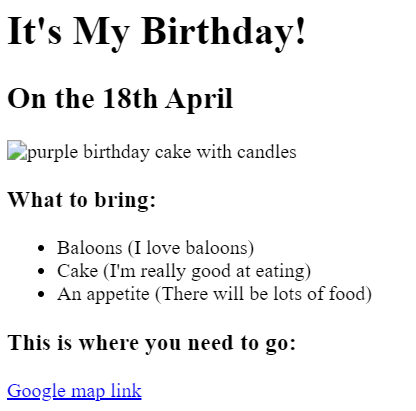 It's My Birthday!
On the 18th April
purple birthday cake with candles
What to bring:
Baloons (I love baloons)
Cake (I'm really good at eating)
An appetite (There will be lots of food)
This is where you need to go:
Google map link